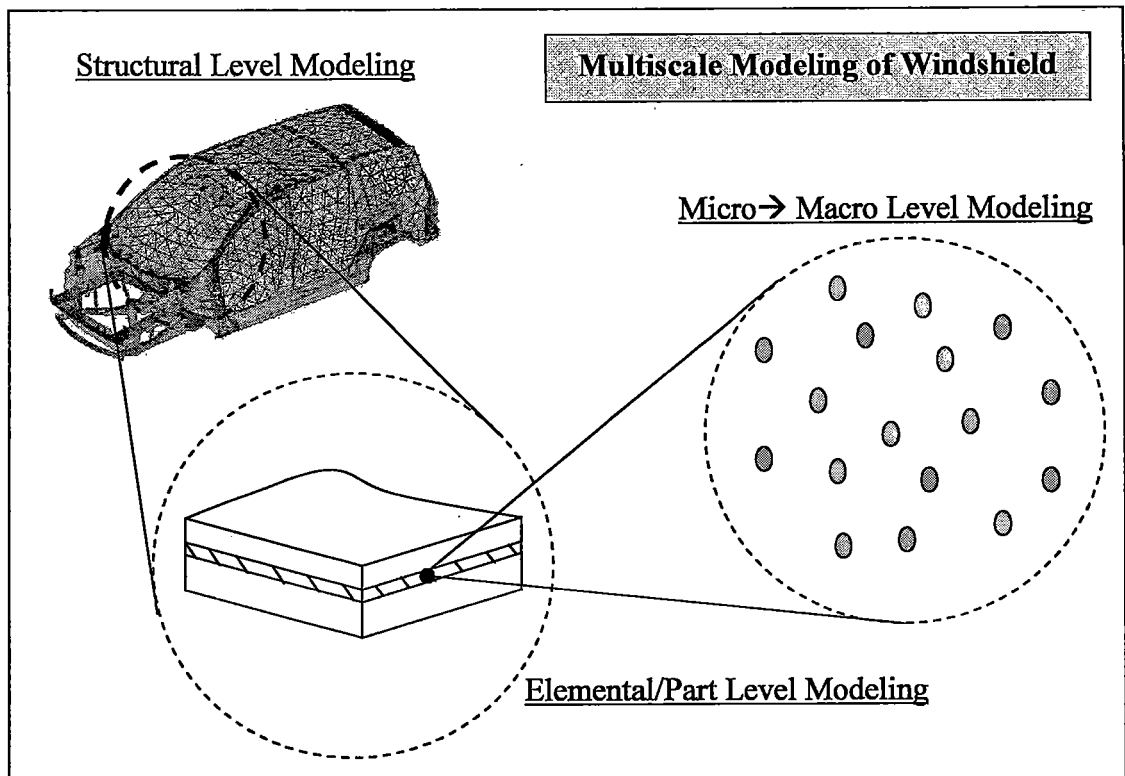 Structural Level Modeling
Multiscale Modeling of Windshield
Micro→ Macro Level Modeling
Elemental/Part Level Modeling